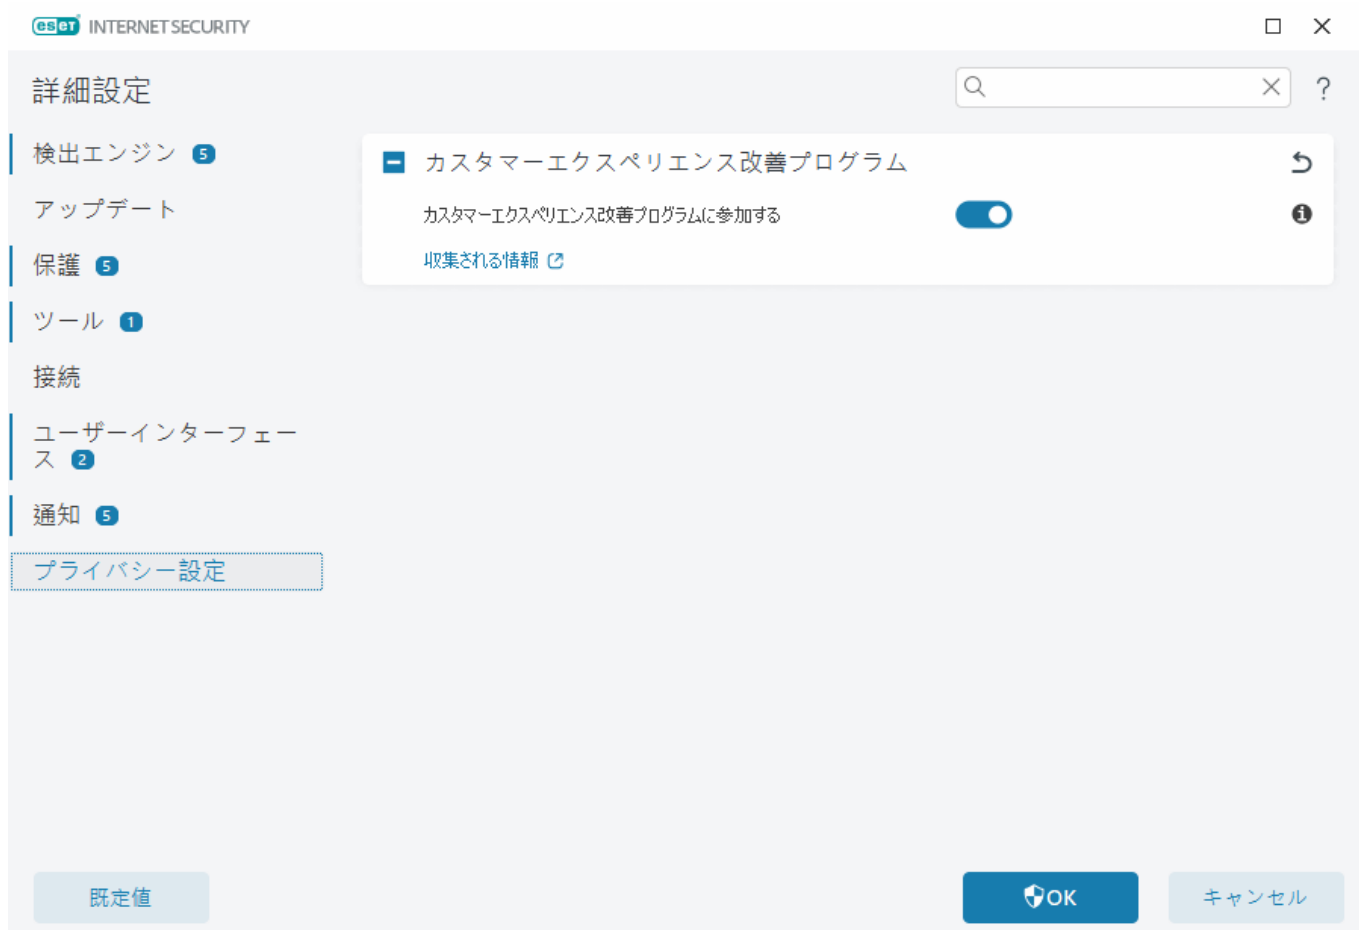 eset INTERNET SECURITY
詳細設定
?
検出エンジン 5
アップデート
保護 5
ツール 1
接続
ユーザーインターフェー
ス 2
通知 5
プライバシー設定
カスタマーエクスペリエンス改善プログラム
カスタマーエクスペリエンス改善プログラムに参加する
収集される情報
既定値
OK
キャンセル